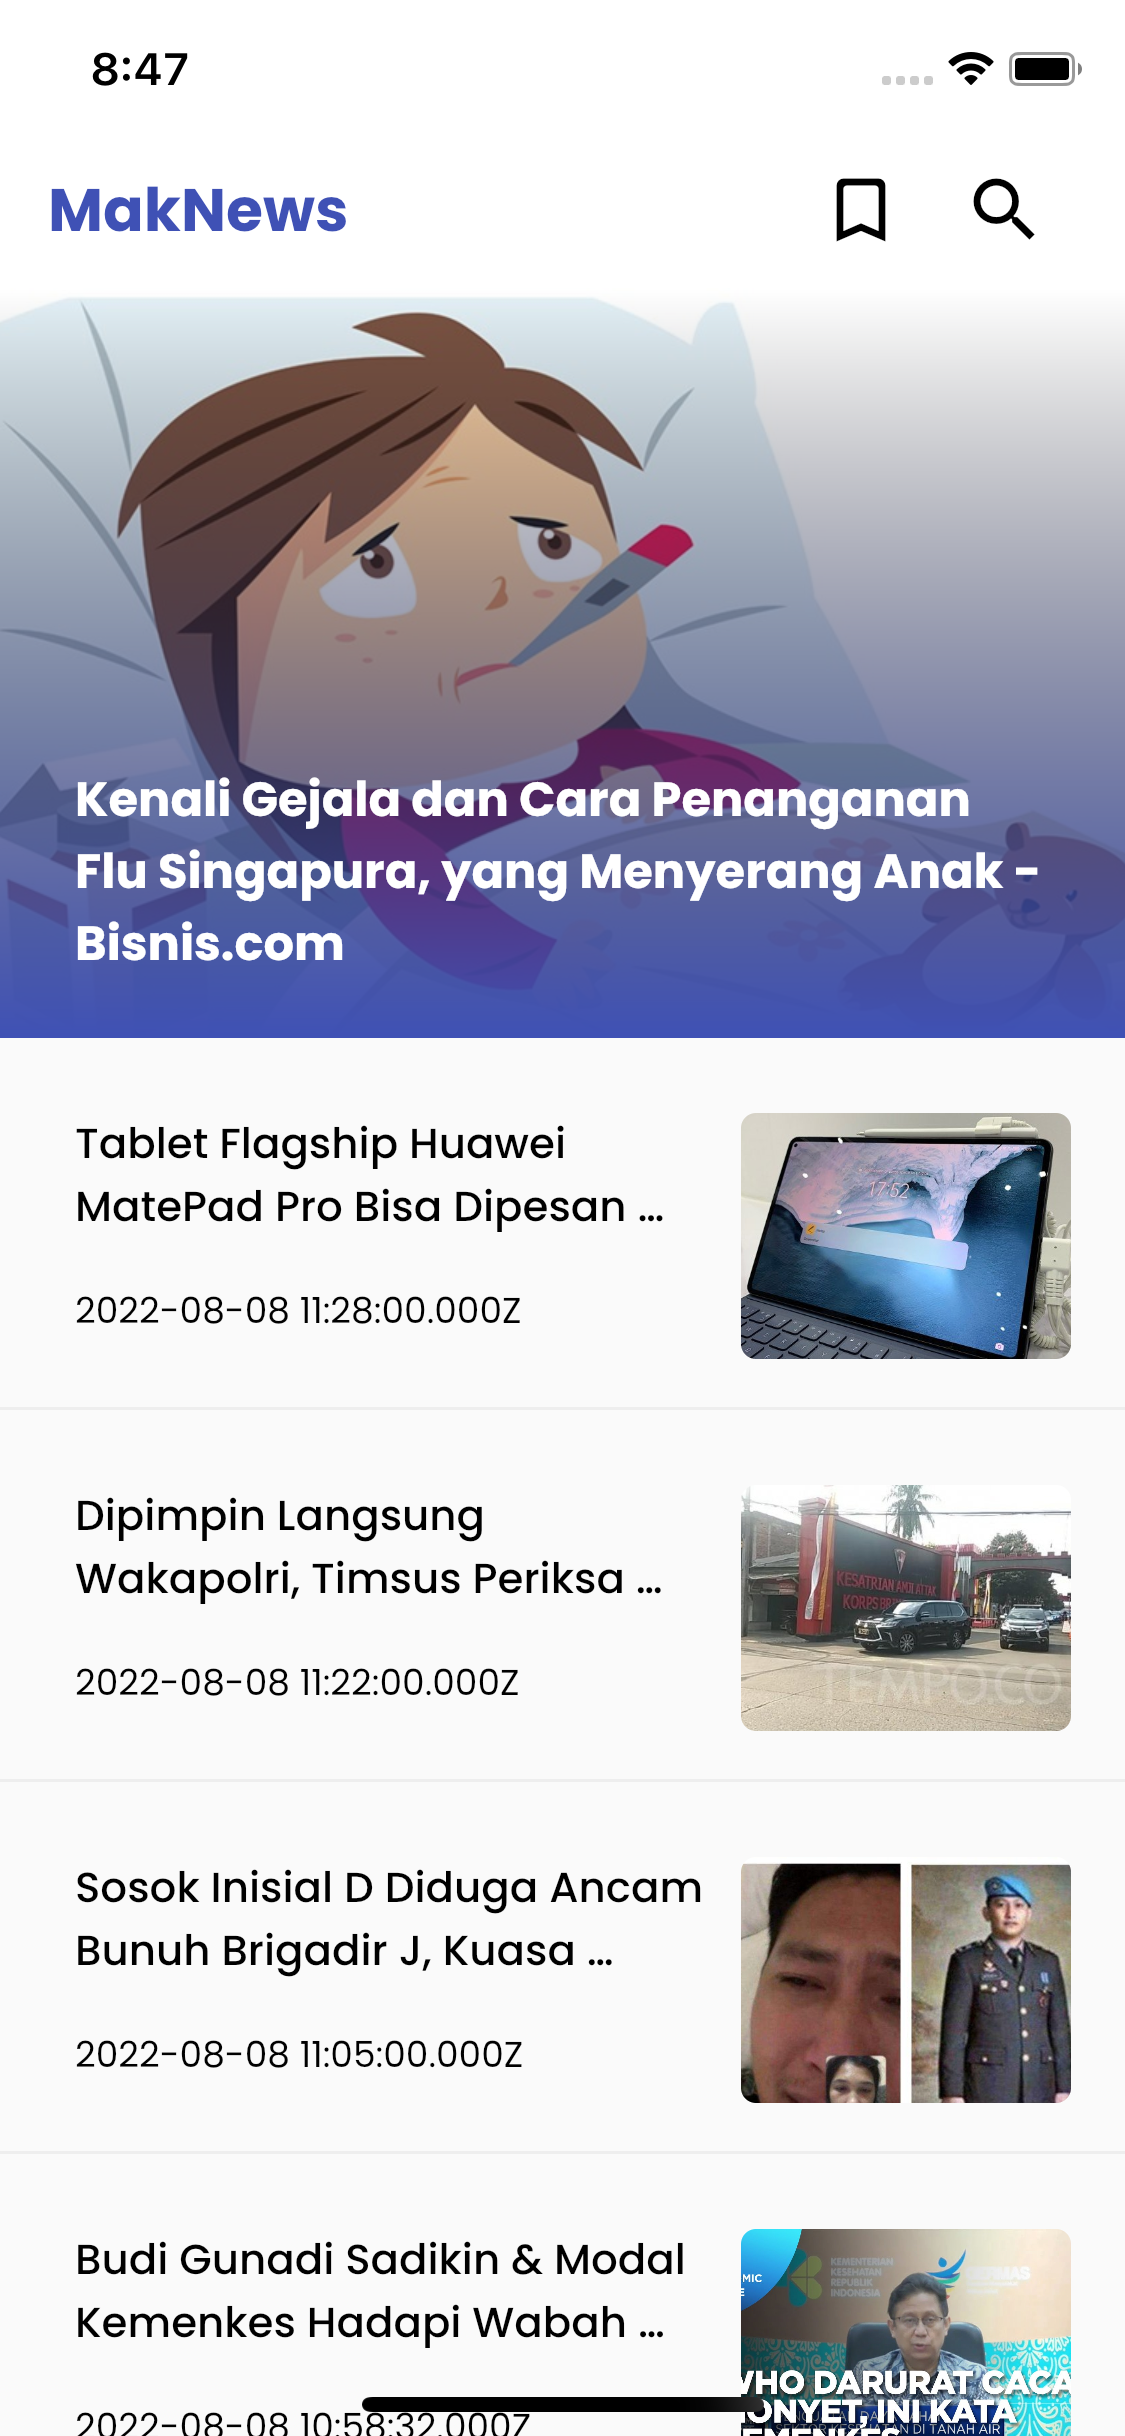 8:47
MakNews
Kenali Gejala dan Cara Penanganan
Flu Singapura, yang Menyerang Anak -
Bisnis.com
Tablet Flagship Huawei
MatePad Pro Bisa Dipesan ...
2022-08-08 11:28:00.000Z
17:52
Dipimpin Langsung
Wakapolri, Timsus Periksa ...
2022-08-08 11:22:00.000Z
KESATRIAN AMJI ATTAK
KORPS
TEMPO.CO
Sosok Inisial D Diduga Ancam
Bunuh Brigadir J, Kuasa ...
2022-08-08 11:05:00.000Z
Budi Gunadi Sadikin & Modal
Kemenkes Hadapi Wabah ...
2022-08-08 10:58:32.000Z
KEMENTERIAN
KESEHATAN
REPUBLIK
INDONESIA
WHO DARURAT CACA
ONYET, INI KATA